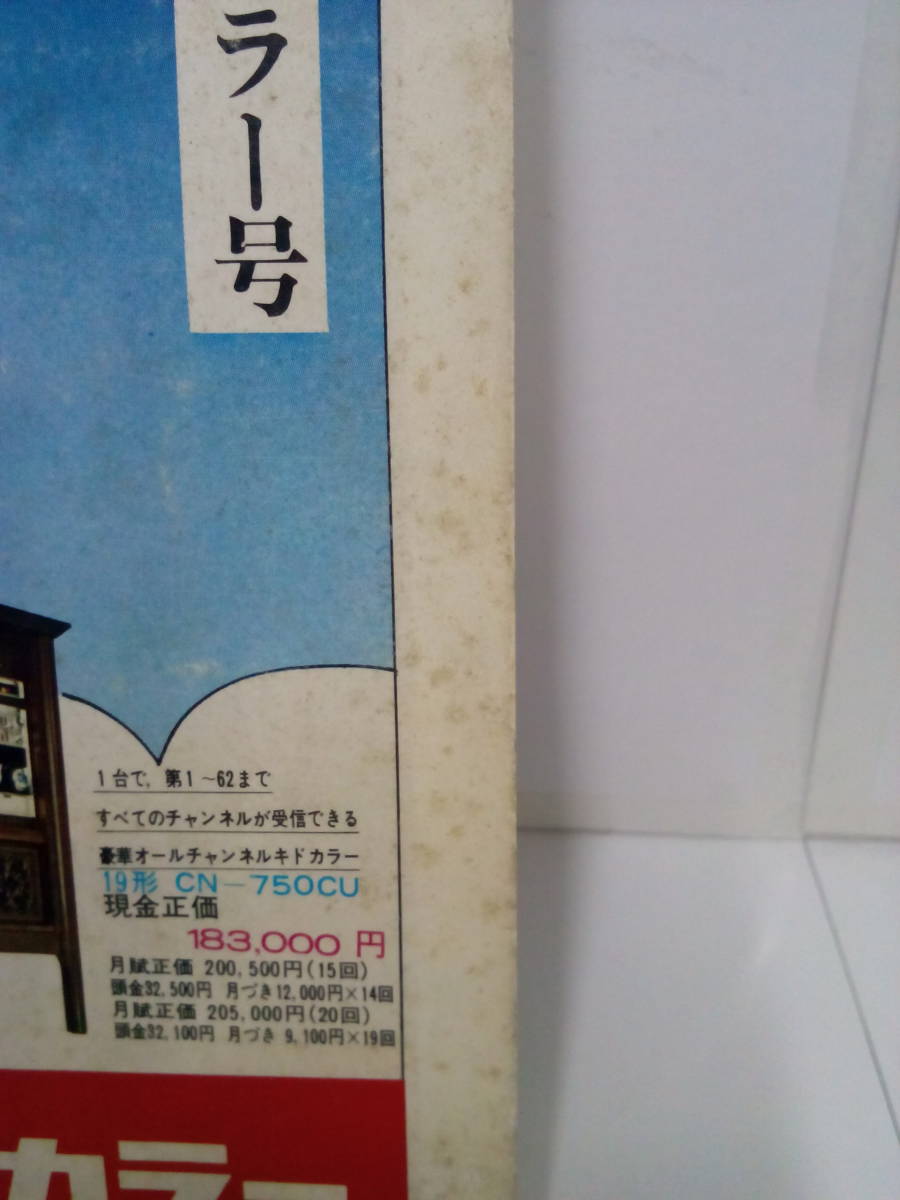 ラー号
1台で，第1～62まで
すべてのチャンネルが受信できる
豪華オールチャンネルキドカラー
19形 CN－750CU
現金正価
183,000円
月賦正価 200,500円(15回)
頭金32,500円 月づき12,000円×14回
月賦正価 205,000円(20回)
頭金32,100円 月づき 9,100円×19回
カラー